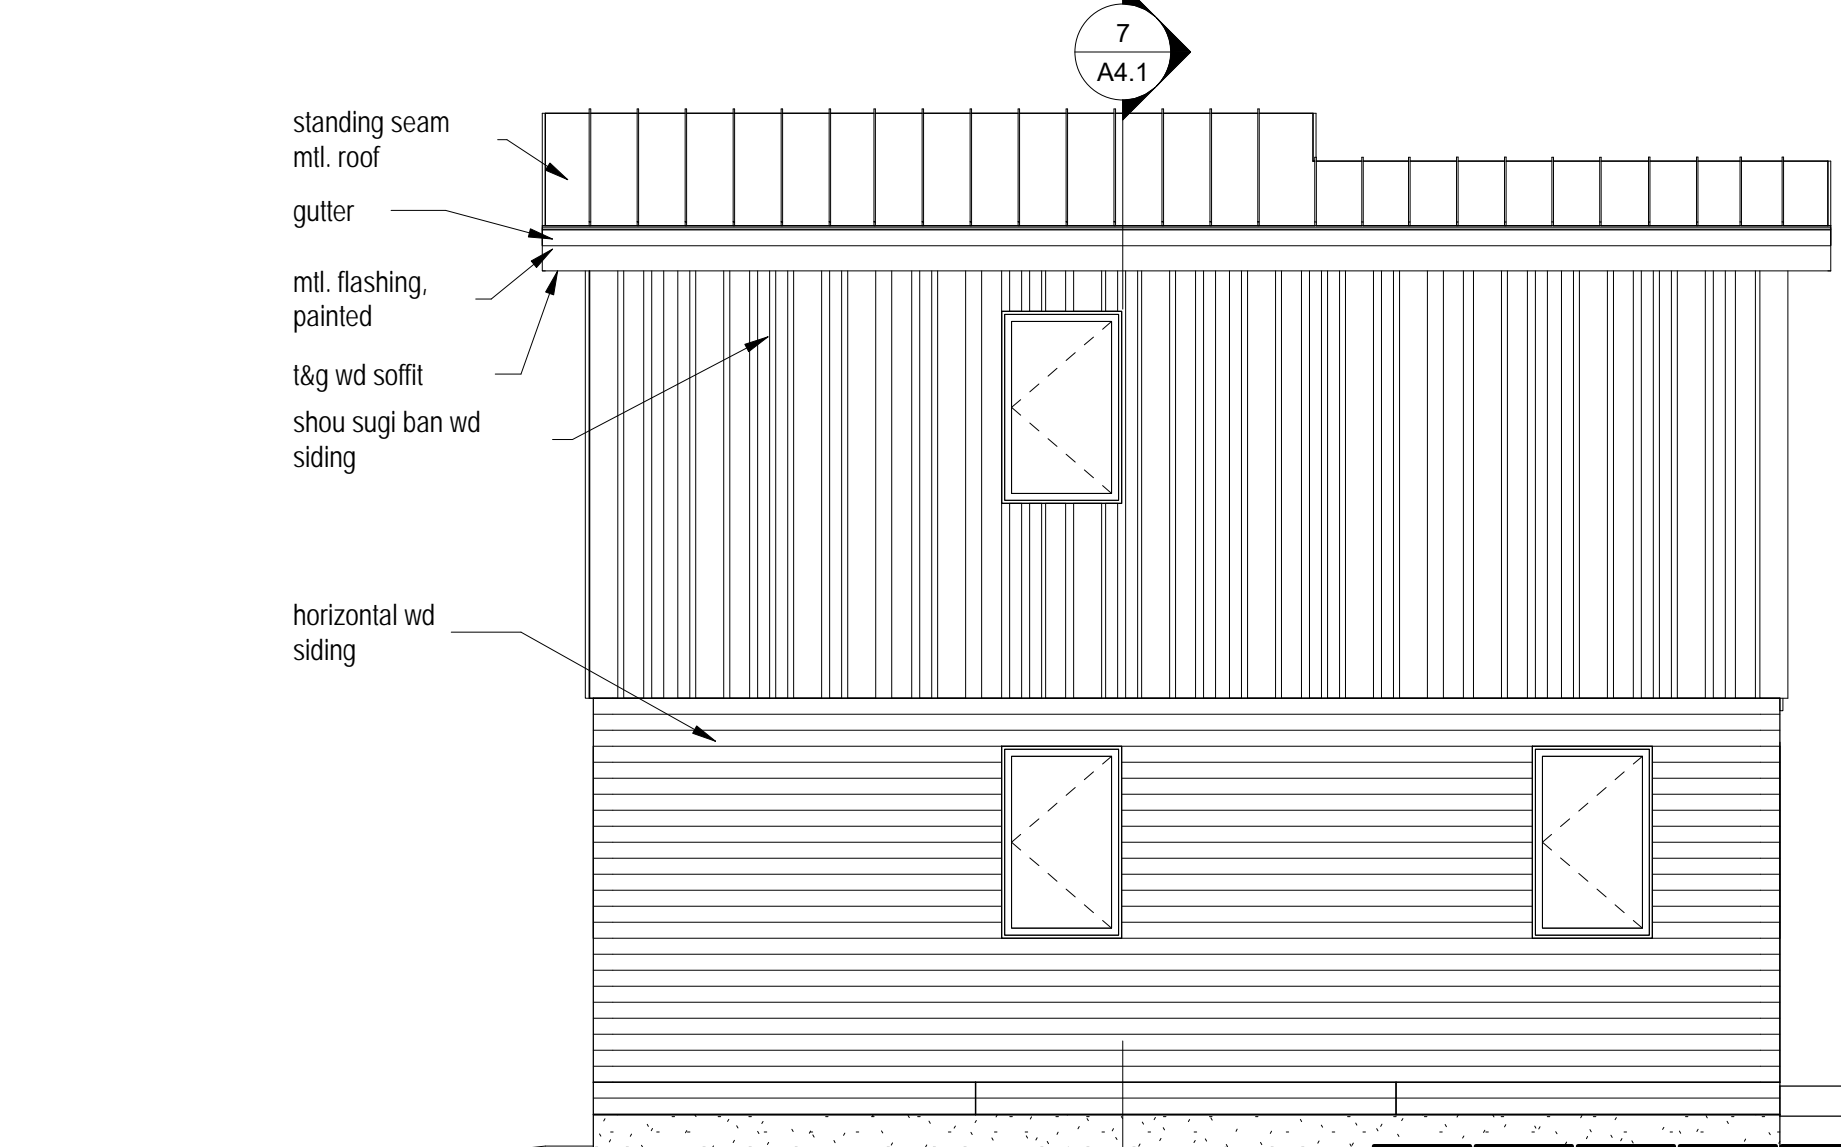 7
A4.1
standing seam
mtl. roof
gutter
mtl. flashing,
painted
t&g wd soffit
shou sugi ban wd
siding
horizontal wd
siding